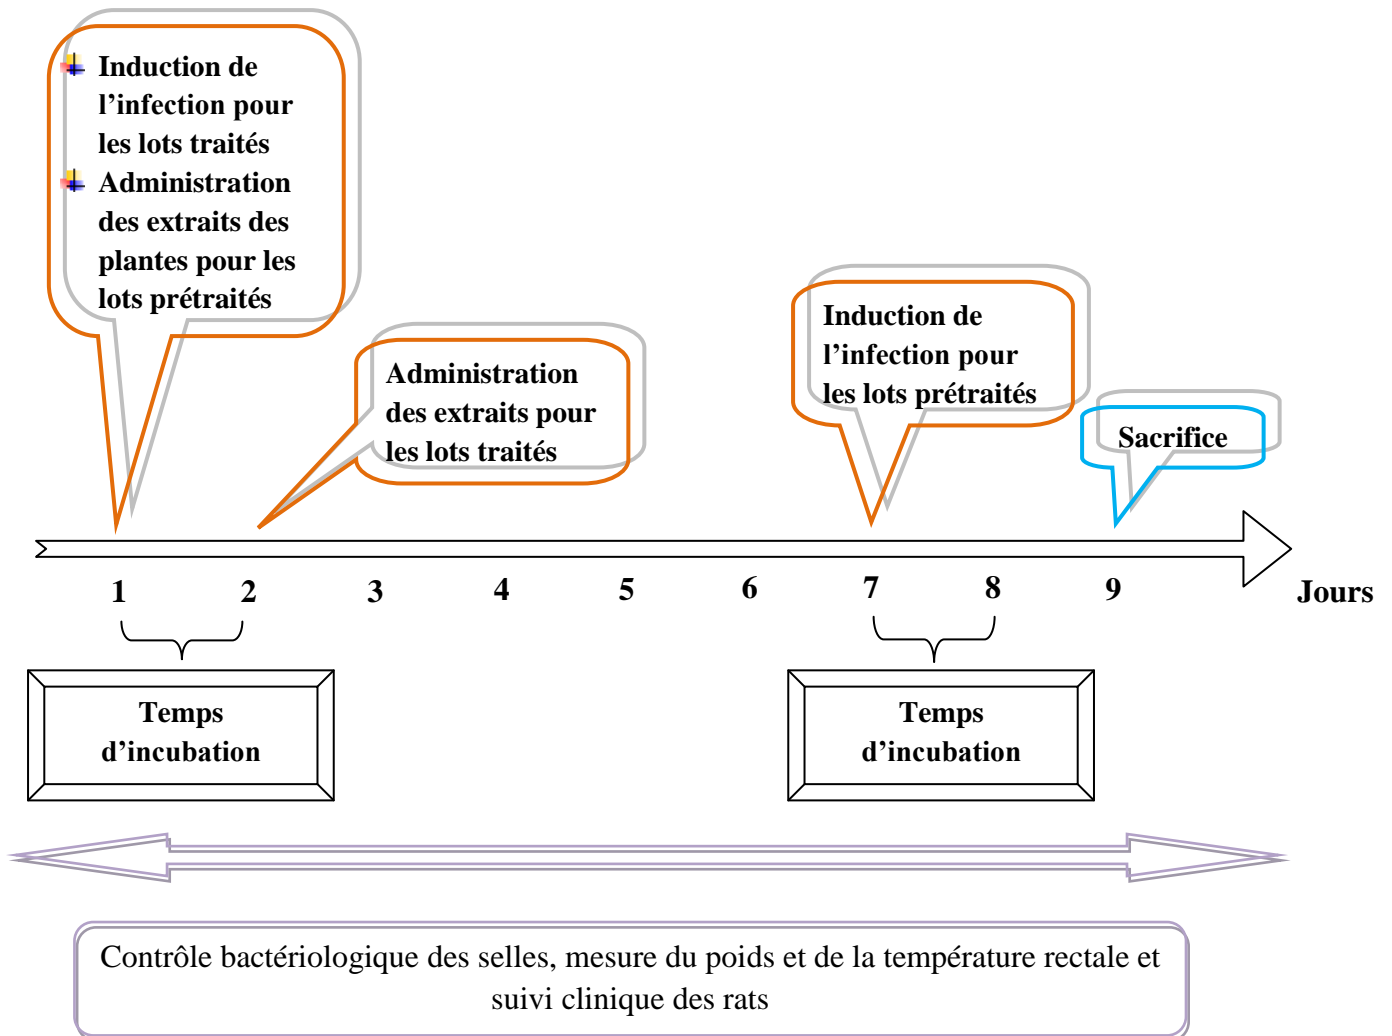 Induction de
l’infection pour
les lots traités
Administration
des extraits des
plantes pour les
lots prétraités
Administration
des extraits pour
les lots traités
Induction de
l’infection pour
les lots prétraités
Sacrifice
1 2 3 4 5 6 7 8 9 Jours
Temps
d’incubation
Temps
d’incubation
Contrôle bactériologique des selles, mesure du poids et de la température rectale et
suivi clinique des rats